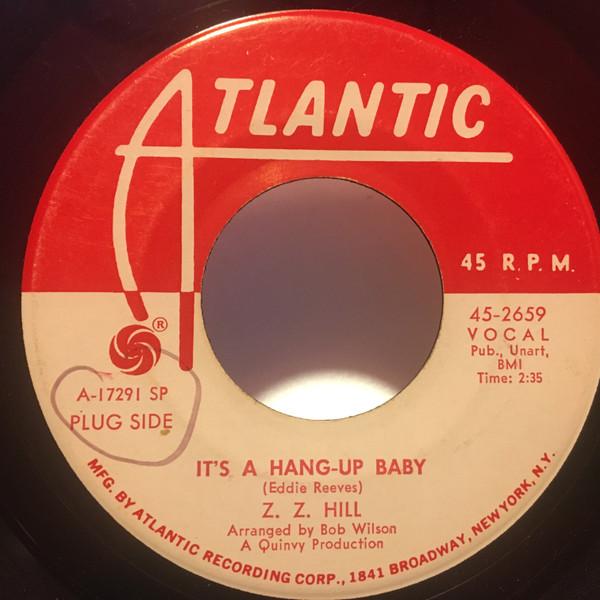 ATLANTIC
45 R.P.M.
®
45-2659
VOCAL
Pub., Unart,
BMI
Time: 2:35
A-17291 SP
PLUG SIDE
IT'S A HANG-UP BABY
(Eddie Reeves)
Z. Z. HILL
Arranged by Bob Wilson
A Quinvy Production
MFG. BY ATLANTIC RECORDING CORP., 1841 BROADWAY, NEW YORK, N.Y.